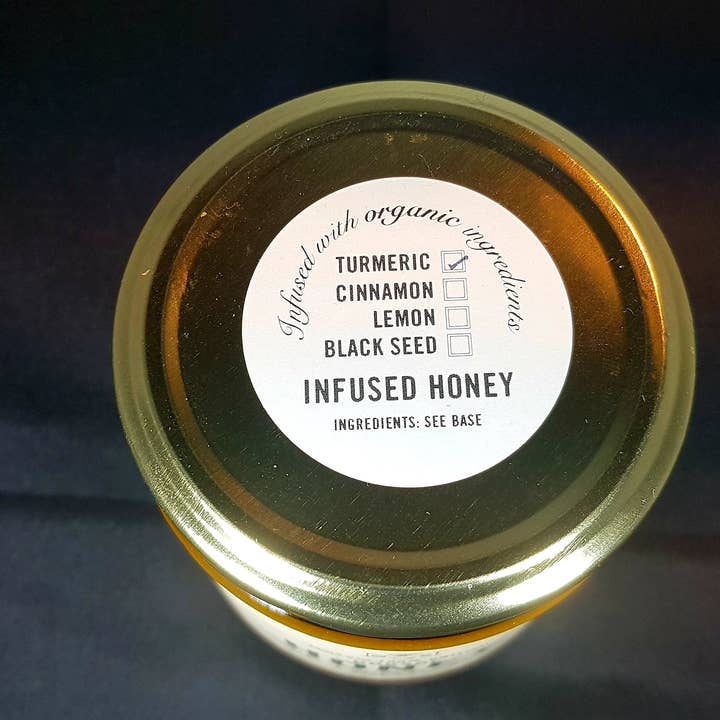 Infused with organic ingredients
TURMERIC
CINNAMON
LEMON
BLACK SEED
INFUSED HONEY
INGREDIENTS: SEE BASE